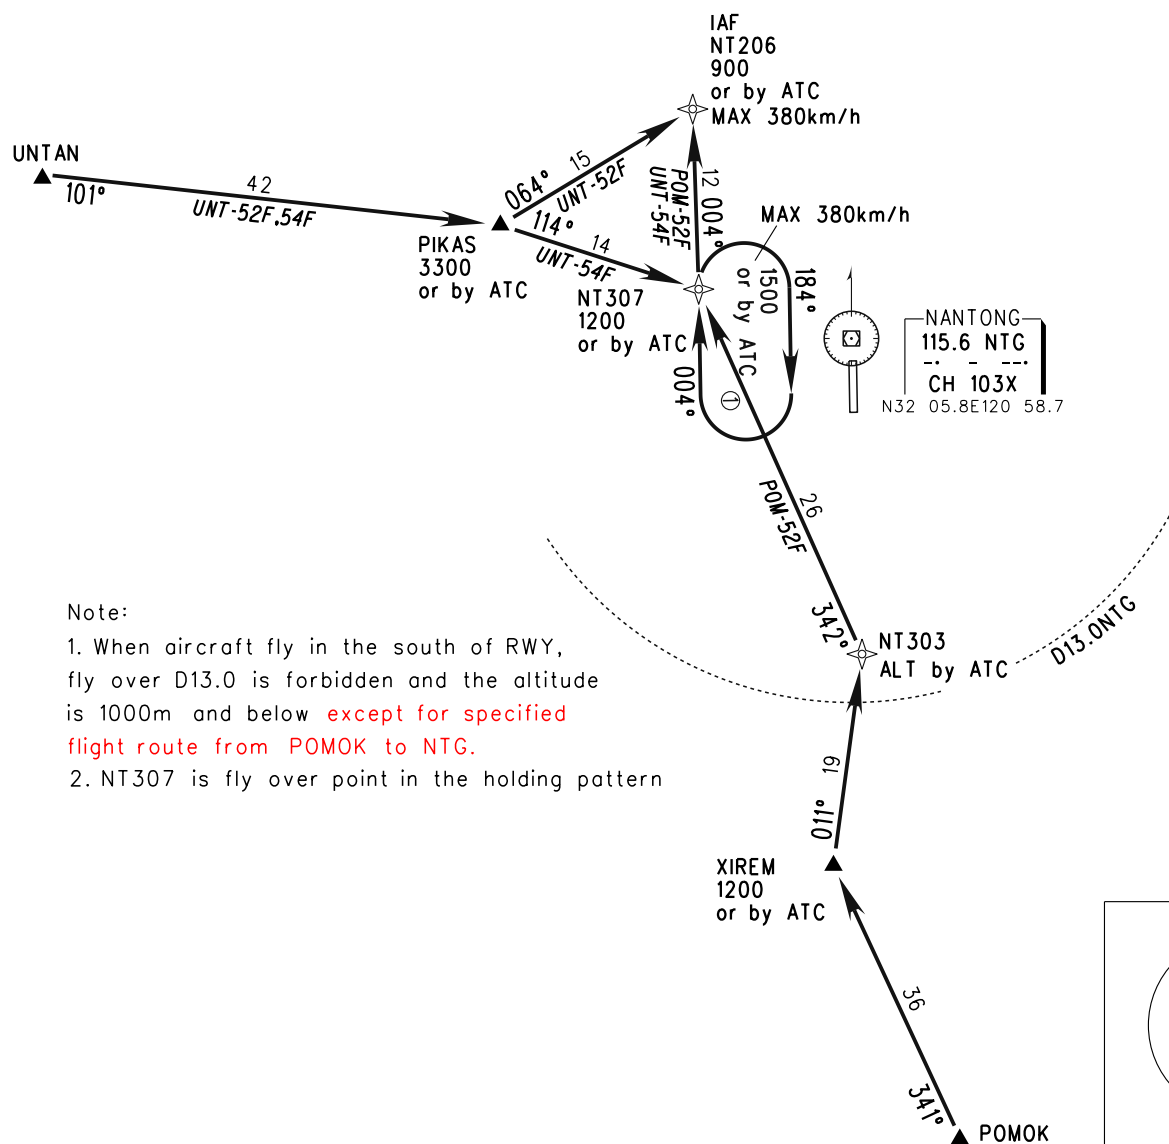 IAF
NT206
900
or by ATC
MAX 380km/h
UNTAN
101°
42
UNT-52F,54F
064°
15
UNT-52F
114°
14
UNT-54F
PIKAS
3300
or by ATC
12 004°
POM-52F
UNT-54F
MAX 380km/h
184°
1500
or by ATC
004°
1
NT307
1200
or by ATC
NANTONG
115.6 NTG
-. - --.
CH 103X
N32 05.8E120 58.7
26
POM-52F
342°
D13.0NTG
NT303
ALT by ATC
Note:
1. When aircraft fly in the south of RWY,
fly over D13.0 is forbidden and the altitude
is 1000m and below except for specified
flight route from POMOK to NTG.
2. NT307 is fly over point in the holding pattern
19
011°
XIREM
1200
or by ATC
36
341°
POMOK